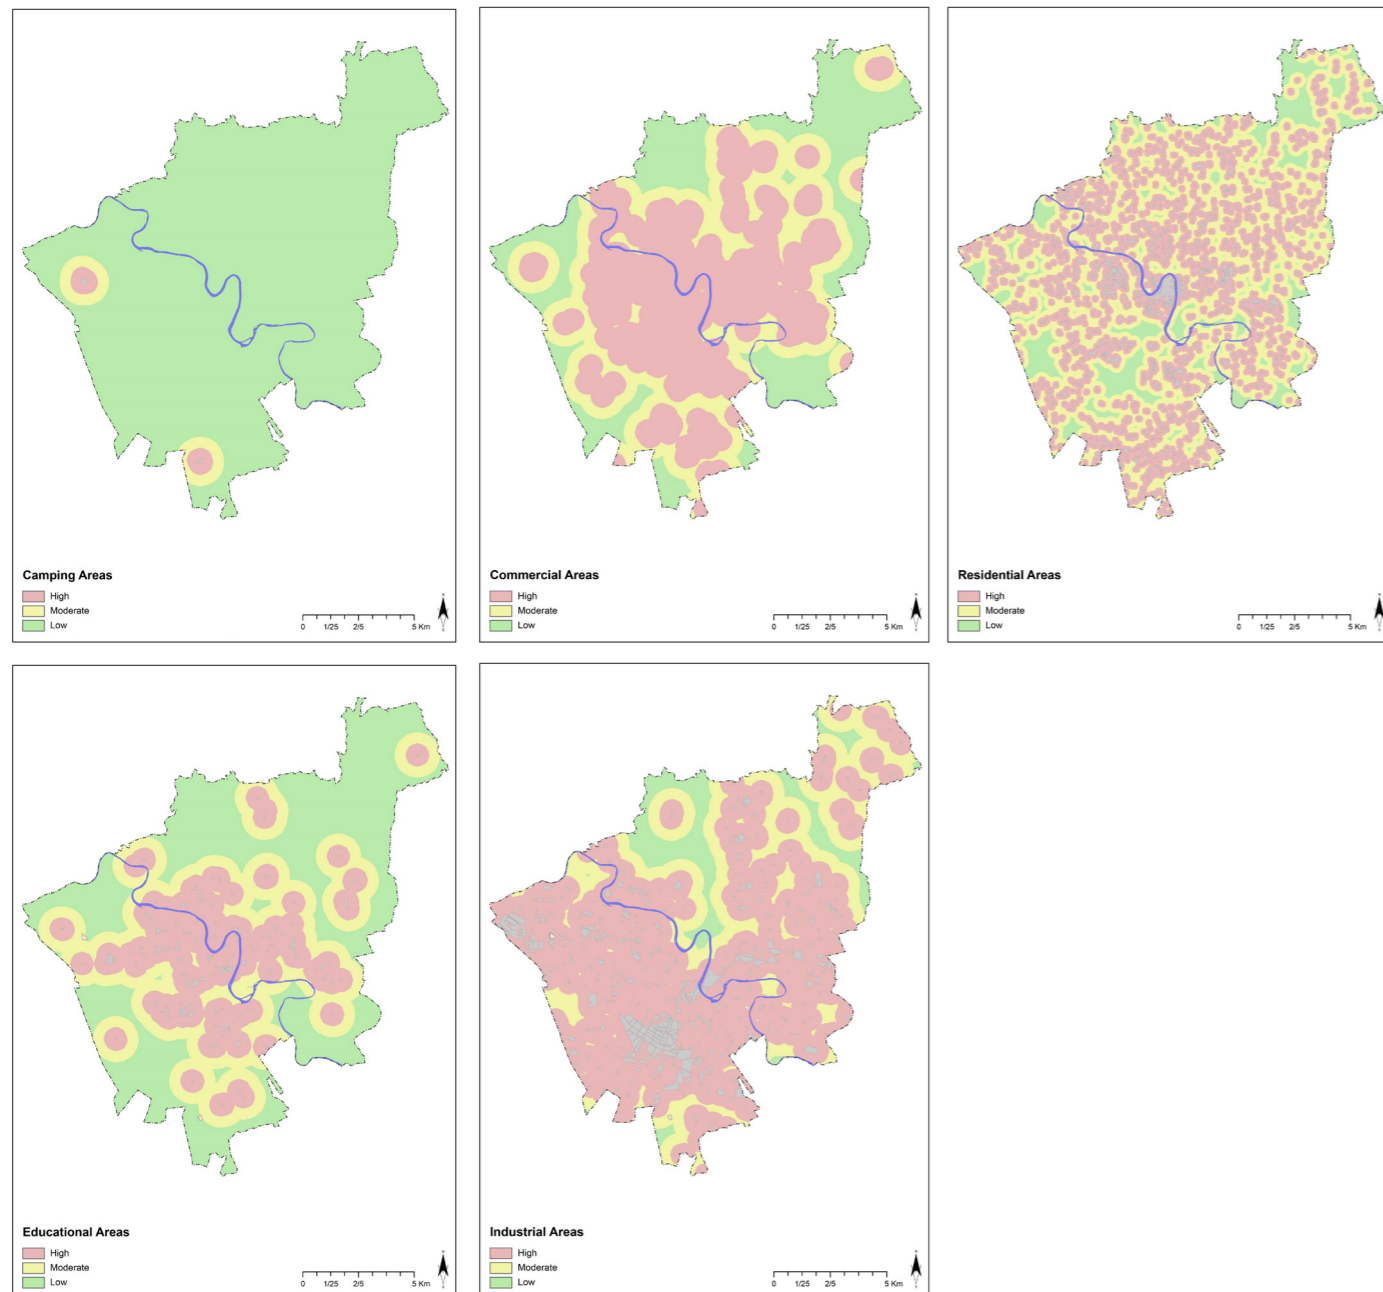 Camping Areas
High
Moderate
Low
0 1/25 2/5 5 Km
Commercial Areas
High
Moderate
Low
0 1/25 2/5 5 Km
Residential Areas
High
Moderate
Low
0 1/25 2/5 5 Km
Educational Areas
High
Moderate
Low
0 1/25 2/5 5 Km
Industrial Areas
High
Moderate
Low
0 1/25 2/5 5 Km